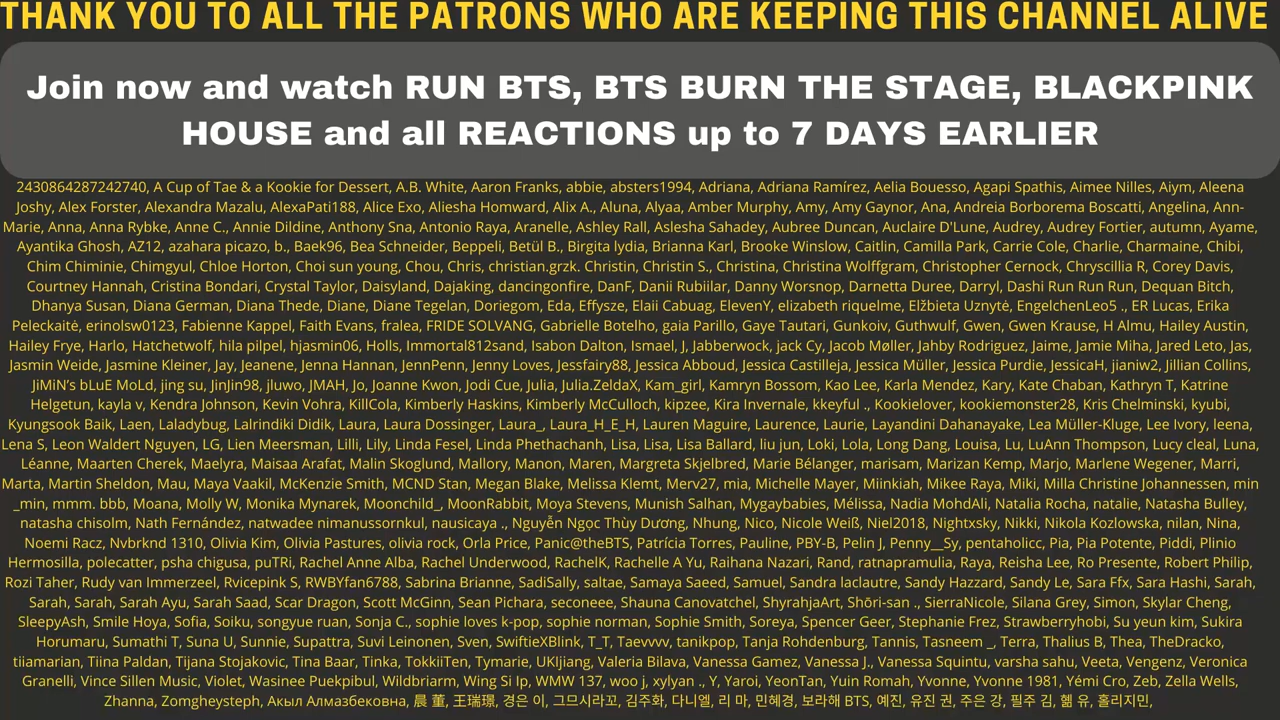 THANK YOU TO ALL THE PATRONS WHO ARE KEEPING THIS CHANNEL ALIVE
Join now and watch RUN BTS, BTS BURN THE STAGE, BLACKPINK
HOUSE and all REACTIONS up to 7 DAYS EARLIER
2430864287242740, A Cup of Tae & a Kookie for Dessert, A.B. White, Aaron Franks, abbie, absters1994, Adriana, Adriana Ramírez, Aelia Bouesso, Agapi Spathis, Aimee Nilles, Aiym, Aleena
Joshy, Alex Forster, Alexandra Mazalu, AlexaPati188, Alice Exo, Aliesha Homward, Alix A., Aluna, Alyaa, Amber Murphy, Amy, Amy Gaynor, Ana, Andreia Borborema Boscatti, Angelina, Ann-
Marie, Anna, Anna Rybke, Anne C., Annie Dildine, Anthony Sna, Antonio Raya, Aranelle, Ashley Rall, Aslesha Sahadey, Aubree Duncan, Auclaire D'Lune, Audrey, Audrey Fortier, autumn, Ayame,
Ayantika Ghosh, AZ12, azahara picazo, b., Baek96, Bea Schneider, Beppeli, Betül B., Birgita lydia, Brianna Karl, Brooke Winslow, Caitlin, Camilla Park, Carrie Cole, Charlie, Charmaine, Chibi,
Chim Chiminie, Chimgyul, Chloe Horton, Choi sun young, Chou, Chris, christian.grzk. Christin, Christin S., Christina, Christina Wolffgram, Christopher Cernock, Chryscillia R, Corey Davis,
Courtney Hannah, Cristina Bondari, Crystal Taylor, Daisyland, Dajaking, dancingonfire, DanF, Danii Rubiilar, Danny Worsnop, Darnetta Duree, Darryl, Dashi Run Run Run, Dequan Bitch,
Dhanya Susan, Diana German, Diana Thede, Diane, Diane Tegelan, Doriegom, Eda, Effysze, Elaii Cabuag, ElevenY, elizabeth riquelme, Elžbieta Uznytė, EngelchenLeo5 ., ER Lucas, Erika
Peleckaitė, erinolsw0123, Fabienne Kappel, Faith Evans, fralea, FRIDE SOLVANG, Gabrielle Botelho, gaia Parillo, Gaye Tautari, Gunkoiv, Guthwulf, Gwen, Gwen Krause, H Almu, Hailey Austin,
Hailey Frye, Harlo, Hatchetwolf, hila pilpel, hjasmin06, Holls, Immortal812sand, Isabon Dalton, Ismael, J, Jabberwock, jack Cy, Jacob Møller, Jahby Rodriguez, Jaime, Jamie Miha, Jared Leto, Jas,
Jasmin Weide, Jasmine Kleiner, Jay, Jeanene, Jenna Hannan, JennPenn, Jenny Loves, Jessfairy88, Jessica Abboud, Jessica Castilleja, Jessica Müller, Jessica Purdie, JessicaH, jianiw2, Jillian Collins,
JiMiN's bLuE MoLd, jing su, JinJin98, jluwo, JMAH, Jo, Joanne Kwon, Jodi Cue, Julia, Julia.ZeldaX, Kam_girl, Kamryn Bossom, Kao Lee, Karla Mendez, Kary, Kate Chaban, Kathryn T, Katrine
Helgetun, kayla v, Kendra Johnson, Kevin Vohra, KillCola, Kimberly Haskins, Kimberly McCulloch, kipzee, Kira Invernale, kkeyful ., Kookielover, kookiemonster28, Kris Chelminski, kyubi,
Kyungsook Baik, Laen, Laladybug, Lalrindiki Didik, Laura, Laura Dossinger, Laura_, Laura_H_E_H, Lauren Maguire, Laurence, Laurie, Layandini Dahanayake, Lea Müller-Kluge, Lee Ivory, leena,
Lena S, Leon Waldert Nguyen, LG, Lien Meersman, Lilli, Lily, Linda Fesel, Linda Phethachanh, Lisa, Lisa, Lisa Ballard, liu jun, Loki, Lola, Long Dang, Louisa, Lu, LuAnn Thompson, Lucy cleal, Luna,
Léanne, Maarten Cherek, Maelyra, Maisaa Arafat, Malin Skoglund, Mallory, Manon, Maren, Margreta Skjelbred, Marie Bélanger, marisam, Marizan Kemp, Marjo, Marlene Wegener, Marri,
Marta, Martin Sheldon, Mau, Maya Vaakil, McKenzie Smith, MCND Stan, Megan Blake, Melissa Klemt, Merv27, mia, Michelle Mayer, Miinkiah, Mikee Raya, Miki, Milla Christine Johannessen, min
_min, mmm. bbb, Moana, Molly W, Monika Mynarek, Moonchild_, MoonRabbit, Moya Stevens, Munish Salhan, Mygaybabies, Mélissa, Nadia MohdAli, Natalia Rocha, natalie, Natasha Bulley,
natasha chisolm, Nath Fernández, natwadee nimanussornkul, nausicaya ., Nguyễn Ngọc Thùy Dương, Nhung, Nico, Nicole Weiß, Niel2018, Nightxsky, Nikki, Nikola Kozlowska, nilan, Nina,
Noemi Racz, Nvbrknd 1310, Olivia Kim, Olivia Pastures, olivia rock, Orla Price, Panic@theBTS, Patrícia Torres, Pauline, PBY-B, Pelin J, Penny__Sy, pentaholicc, Pia, Pia Potente, Piddi, Plinio
Hermosilla, polecatter, psha chigusa, puTRi, Rachel Anne Alba, Rachel Underwood, RachelK, Rachelle A Yu, Raihana Nazari, Rand, ratnapramulia, Raya, Reisha Lee, Ro Presente, Robert Philip,
Rozi Taher, Rudy van Immerzeel, Rvicepink S, RWBYfan6788, Sabrina Brianne, SadiSally, saltae, Samaya Saeed, Samuel, Sandra laclautre, Sandy Hazzard, Sandy Le, Sara Ffx, Sara Hashi, Sarah,
Sarah, Sarah, Sarah Ayu, Sarah Saad, Scar Dragon, Scott McGinn, Sean Pichara, seconeee, Shauna Canovatchel, ShyrahjaArt, Shōri-san ., SierraNicole, Silana Grey, Simon, Skylar Cheng,
SleepyAsh, Smile Hoya, Sofia, Soiku, songyue ruan, Sonja C., sophie loves k-pop, sophie norman, Sophie Smith, Soreya, Spencer Geer, Stephanie Frez, Strawberryhobi, Su yeun kim, Sukira
Horumaru, Sumathi T, Suna U, Sunnie, Supattra, Suvi Leinonen, Sven, SwiftieXBlink, T_T, Taevvvv, tanikpop, Tanja Rohdenburg, Tannis, Tasneem _, Terra, Thalius B, Thea, TheDracko,
tiiamarian, Tiina Paldan, Tijana Stojakovic, Tina Baar, Tinka, TokkiiTen, Tymarie, UKIjiang, Valeria Bilava, Vanessa Gamez, Vanessa J., Vanessa Squintu, varsha sahu, Veeta, Vengenz, Veronica
Granelli, Vince Sillen Music, Violet, Wasinee Puekpibul, Wildbriarm, Wing Si Ip, WMW 137, woo j, xylyan ., Y, Yaroi, YeonTan, Yuin Romah, Yvonne, Yvonne 1981, Yémi Cro, Zeb, Zella Wells,
Zhanna, Zomgheysteph, Акыл Алмазбековна, 晨 董, 王瑞璟, 경은 이, 그므시라꼬, 김주화, 다니엘, 리 마, 민혜경, 보라해 BTS, 예진, 유진 권, 주은 강, 필주 김, 혫 유, 홀리지민,